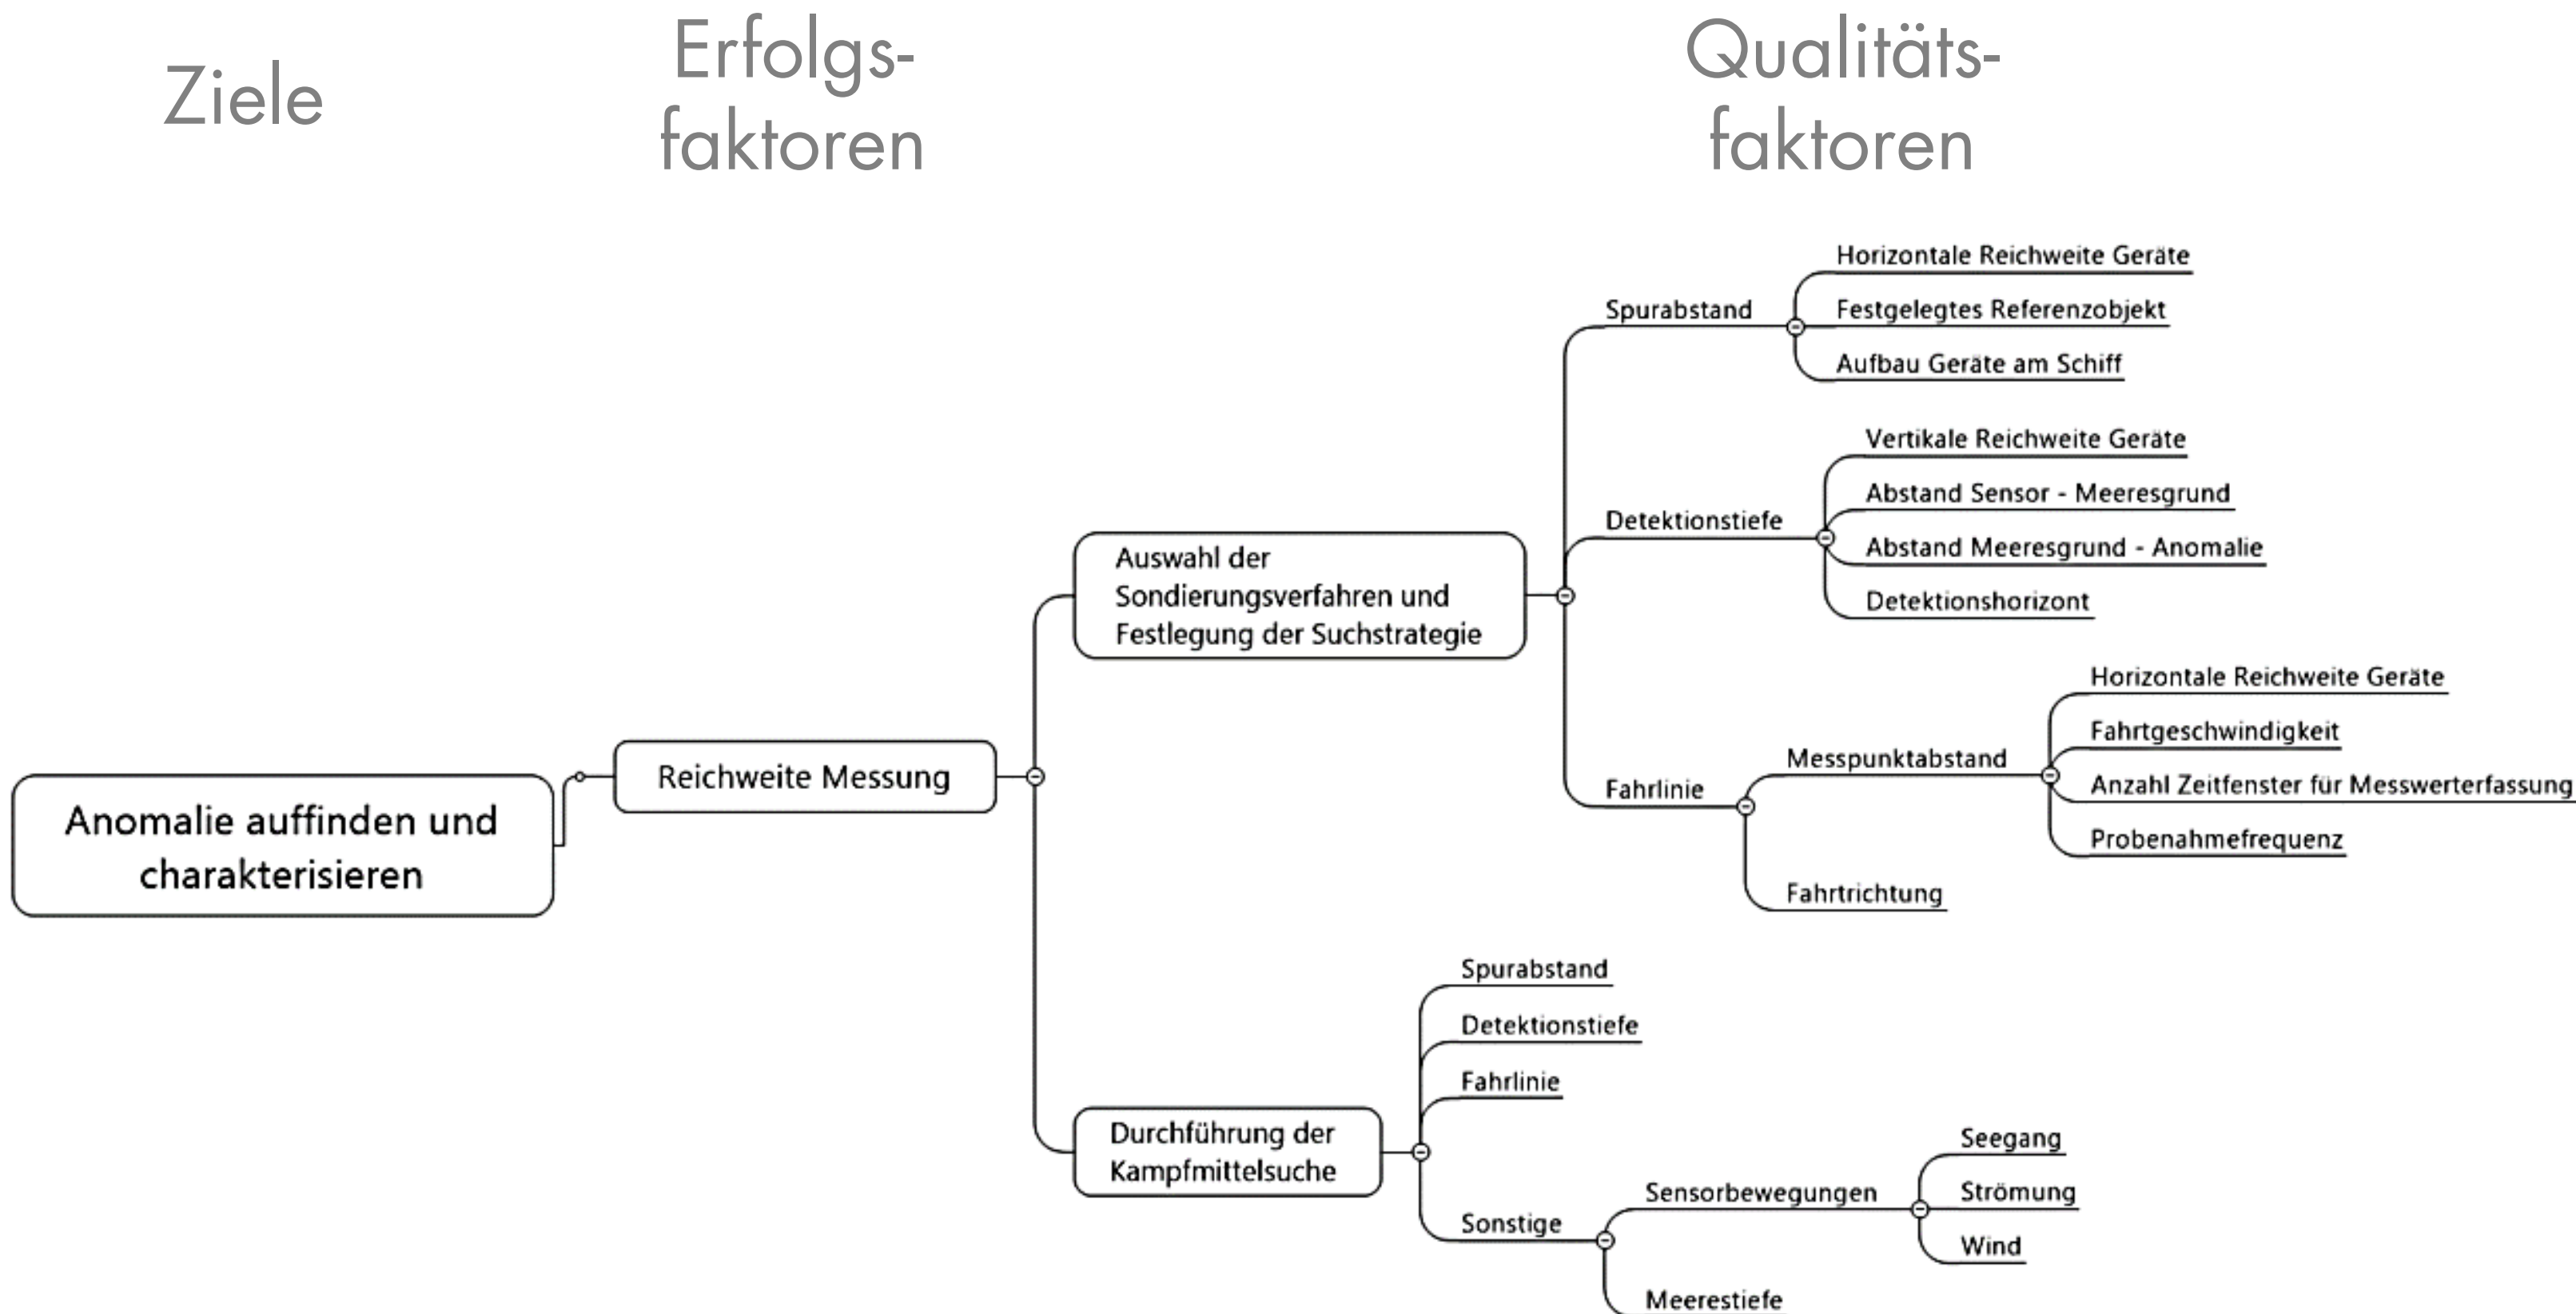 Ziele
Erfolgs-
faktoren
Qualitäts-
faktoren
Anomalie auffinden und
charakterisieren
Reichweite Messung
Auswahl der
Sondierungsverfahren und
Festlegung der Suchstrategie
Spurabstand
Horizontale Reichweite Geräte
Festgelegtes Referenzobjekt
Aufbau Geräte am Schiff
Detektionstiefe
Vertikale Reichweite Geräte
Abstand Sensor - Meeresgrund
Abstand Meeresgrund - Anomalie
Detektionshorizont
Fahrlinie
Messpunktabstand
Horizontale Reichweite Geräte
Fahrtgeschwindigkeit
Anzahl Zeitfenster für Messwerterfassung
Probenahmefrequenz
Fahrtrichtung
Durchführung der
Kampfmittelsuche
Spurabstand
Detektionstiefe
Fahrlinie
Sonstige
Sensorbewegungen
Seegang
Strömung
Wind
Meerestiefe